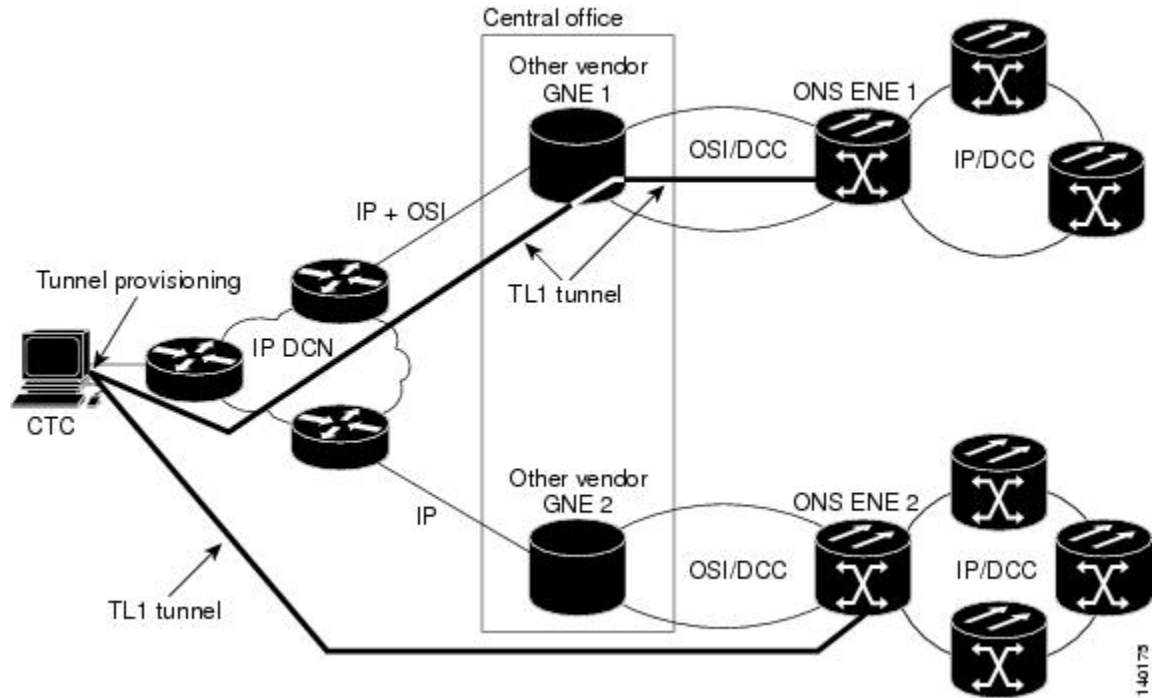 Central office
Other vendor
GNE 1
ONS ENE 1
OSI/DCC
IP/DCC
IP + OSI
Tunnel provisioning
TL1 tunnel
IP DCN
CTC
Other vendor
GNE 2
ONS ENE 2
IP
OSI/DCC
IP/DCC
TL1 tunnel
140175